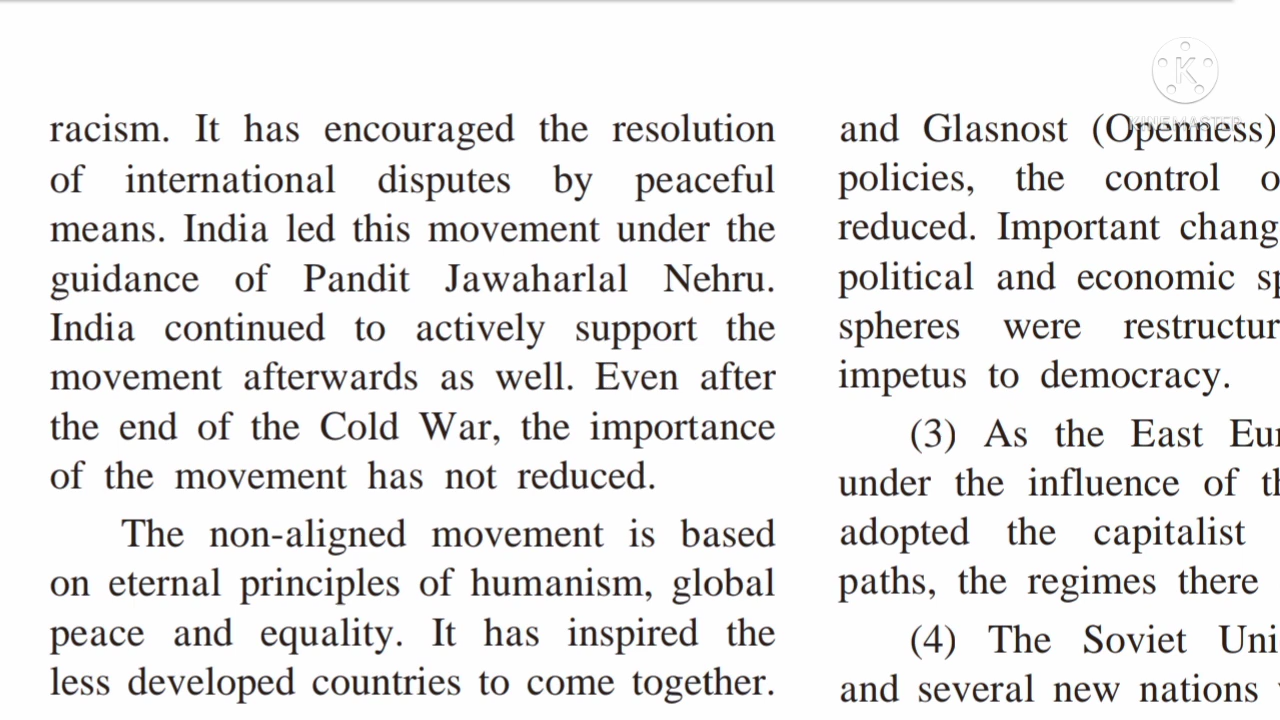 racism. It has encouraged the resolution
of international disputes by peaceful
means. India led this movement under the
guidance of Pandit Jawaharlal Nehru.
India continued to actively support the
movement afterwards as well. Even after
the end of the Cold War, the importance
of the movement has not reduced.
The non-aligned movement is based
on eternal principles of humanism, global
peace and equality. It has inspired the
less developed countries to come together.
and Glasnost (Openness)
policies, the control
reduced. Important
political and economic
spheres were
impetus to democracy.
(3) As the East
under the influence of
adopted the capitalist
paths, the regimes there
(4) The Soviet
and several new nations
KINEMASTER